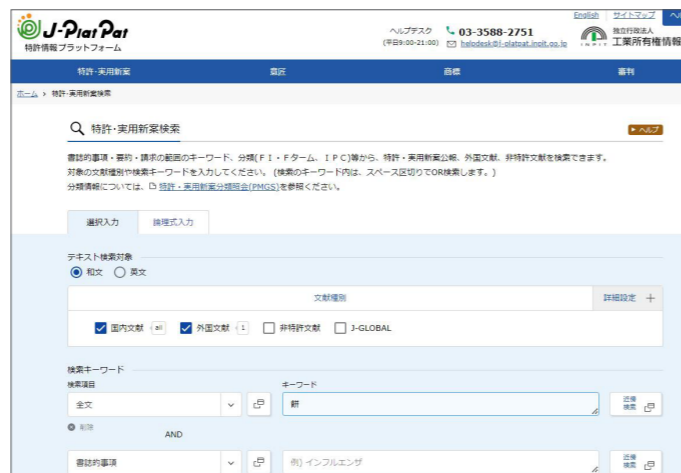 J-PlatPat
特許情報プラットフォーム
ヘルプデスク 03-3588-2751
(平日9:00-21:00) helpdesk@j-platpat.inpit.go.jp
English サイトマップ ヘル
INPIT 独立行政法人
工業所有権情報
特許・実用新案 意匠 商標 審判
ホーム > 特許・実用新案検索
特許・実用新案検索 ヘルプ
書誌的事項・要約・請求の範囲のキーワード、分類(FI・Fターム、IPC)等から、特許・実用新案公報、外国文献、非特許文献を検索できます。
対象の文献種別や検索キーワードを入力してください。(検索のキーワード内は、スペース区切りでOR検索します。)
分類情報については、特許・実用新案分類照会(PMGS)を参照ください。
選択入力 論理式入力
テキスト検索対象
和文 英文
文献種別 詳細設定 +
国内文献 all 外国文献 1 非特許文献 J-GLOBAL
検索キーワード
検索項目 キーワード
全文 餅 近傍検索
削除 AND
書誌的事項 例) インフルエンザ 近傍検索